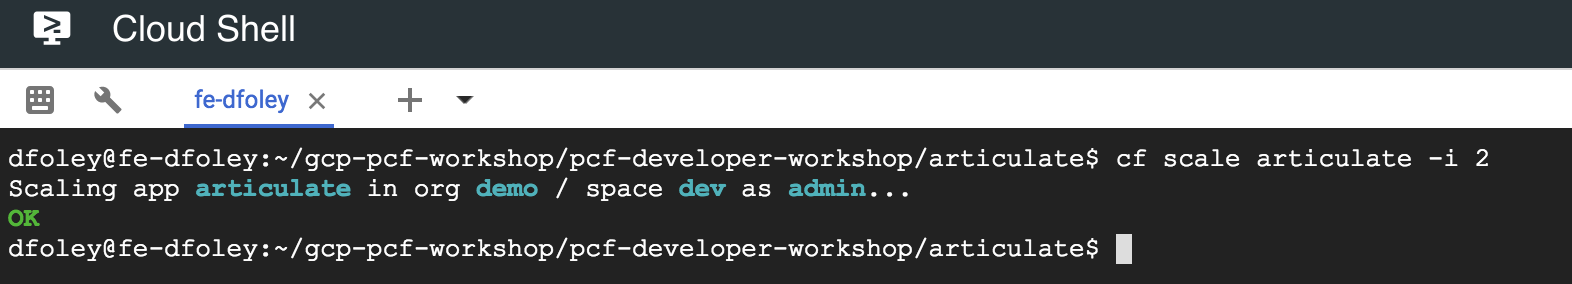 Cloud Shell
fe-dfoley
dfoley@fe-dfoley:~/gcp-pcf-workshop/pcf-developer-workshop/articulate$ cf scale articulate -i 2
Scaling app articulate in org demo / space dev as admin...
OK
dfoley@fe-dfoley:~/gcp-pcf-workshop/pcf-developer-workshop/articulate$